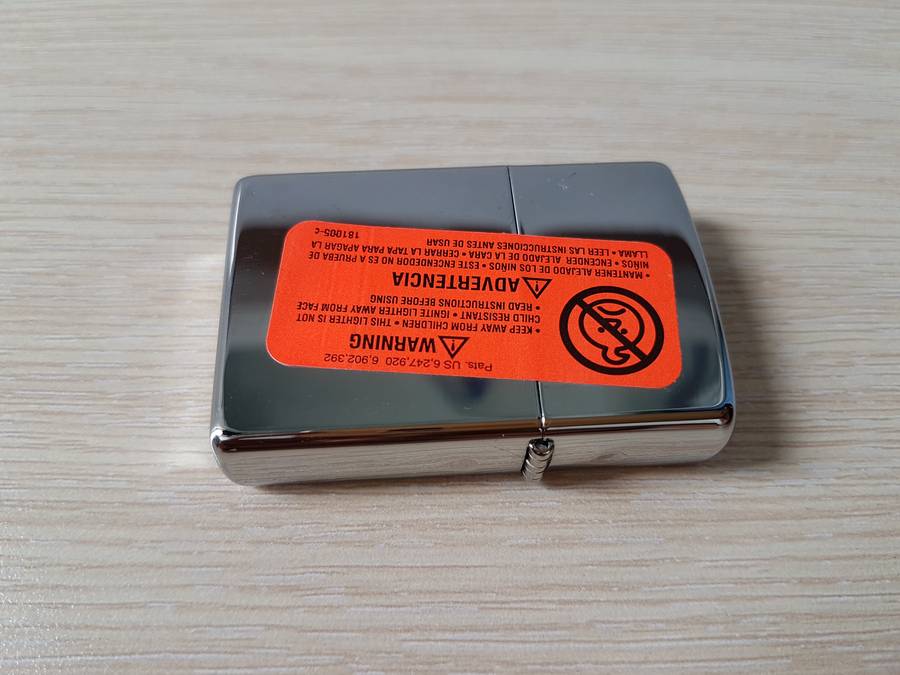 Pats. US 6,247,920 6,902,392
WARNING
• KEEP AWAY FROM CHILDREN • THIS LIGHTER IS NOT
CHILD RESISTANT • IGNITE LIGHTER AWAY FROM FACE
READ INSTRUCTIONS BEFORE USING
ADVERTENCIA
• MANTENER ALEJADO DE LOS NIÑOS • ESTE ENCENDEDOR NO ES A PRUEBA DE
NIÑOS • ENCENDER ALEJADO DE LA CARA • CERRAR LA TAPA PARA APAGAR LA
LLAMA • LEER LAS INSTRUCCIONES ANTES DE USAR
181005-c